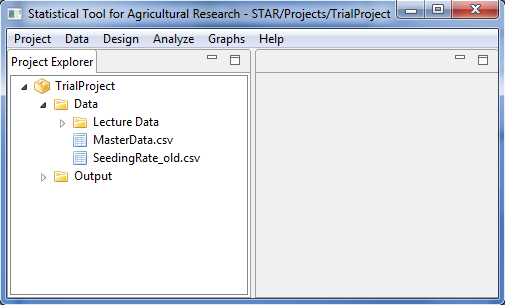 Statistical Tool for Agricultural Research - STAR/Projects/TrialProject
Project Data Design Analyze Graphs Help
Project Explorer
TrialProject
Data
Lecture Data
MasterData.csv
SeedingRate_old.csv
Output